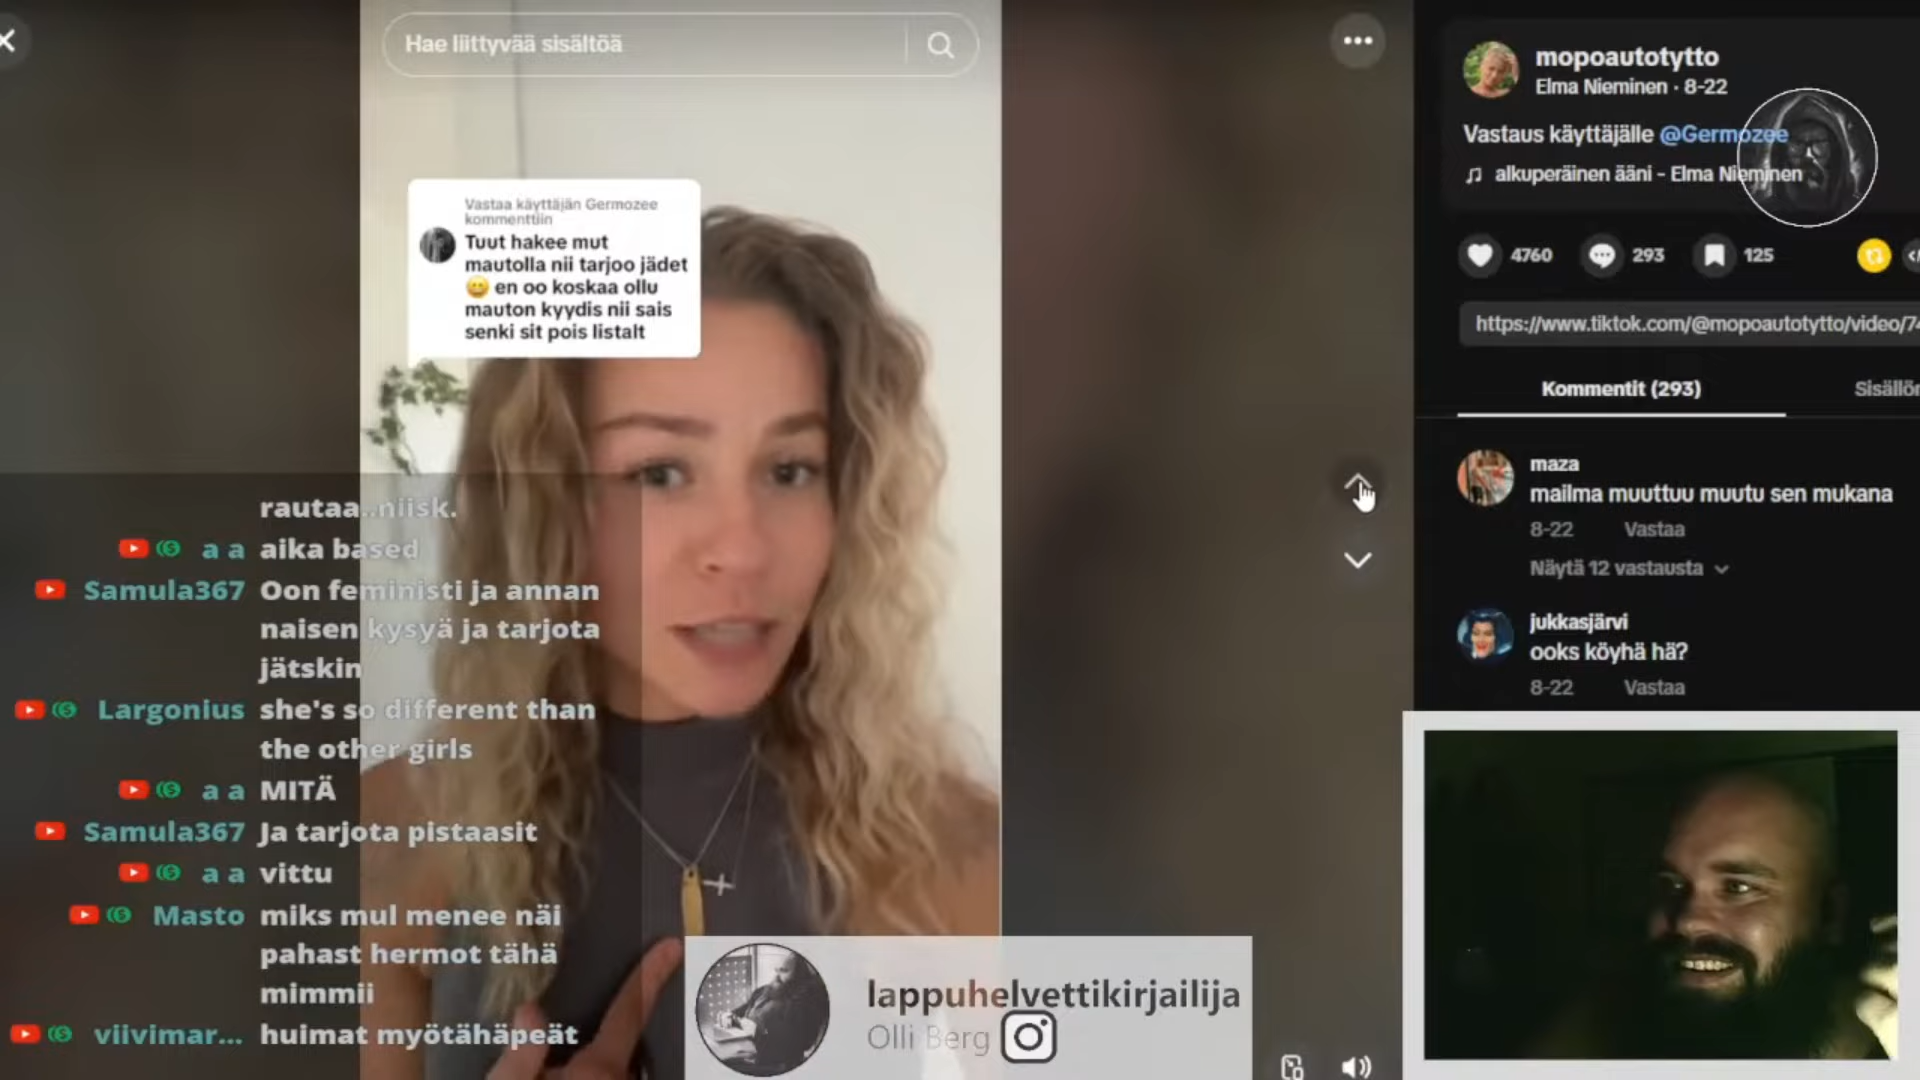 Hae liittyvää sisältöä
Vastaa käyttäjän Germozee
kommenttiin
Tuut hakee mut
mautolla nii tarjoo jädet
😀 en oo koskaa ollu
mauton kyydis nii sais
senki sit pois listalt
rautaa..niisk.
a a aika based
Samula367 Oon feministi ja annan
naisen kysyä ja tarjota
jätskin
Largonius she's so different than
the other girls
a a MITÄ
Samula367 Ja tarjota pistaasit
a a vittu
Masto miks mul menee näi
pahast hermot tähä
mimmii
viivimar... huimat myötähäpeät
lappuhelvettikirjailija
Olli Berg
mopoautotytto
Elma Nieminen · 8-22
Vastaus käyttäjälle @Germozee
alkuperäinen ääni - Elma Nieminen
4760 293 125
https://www.tiktok.com/@mopoautotytto/video/7
Kommentit (293)
maza
mailma muuttuu muutu sen mukana
8-22 Vastaa
Näytä 12 vastausta
jukkasjärvi
ooks köyhä hä?
8-22 Vastaa